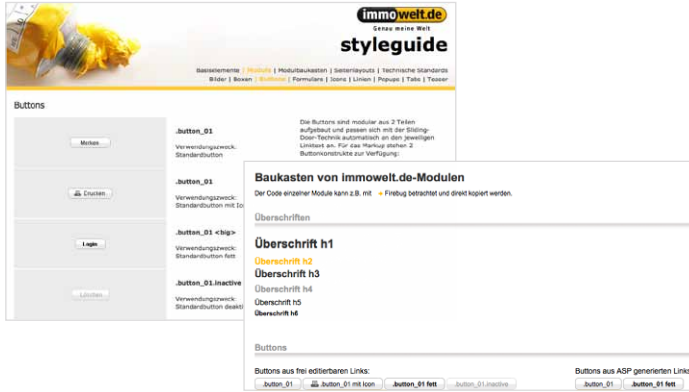 immowelt.de
Genau meine Welt
styleguide
Basiselemente | Module | Modulbaukasten | Seitenlayouts | Technische Standards
Bilder | Boxen | Buttons | Formulare | Icons | Linien | Popups | Tabs | Teaser
Buttons
Merken
.button_01
Verwendungszweck:
Standardbutton
Die Buttons sind modular aus 2 Teilen
aufgebaut und passen sich mit der Sliding-
Door-Technik automatisch an den jeweiligen
Linktext an. Für das Markup stehen 2
Buttonkonstrukte zur Verfügung:
Drucken
.button_01
Verwendungszweck:
Standardbutton mit Ico
Login
.button_01 <big>
Verwendungszweck:
Standardbutton fett
Löschen
.button_01.inactive
Verwendungszweck:
Standardbutton deakti
Baukasten von immowelt.de-Modulen
Der Code einzelner Module kann z.B. mit Firebug betrachtet und direkt kopiert werden.
Überschriften
Überschrift h1
Überschrift h2
Überschrift h3
Überschrift h4
Überschrift h5
Überschrift h6
Buttons
Buttons aus frei editierbaren Links:
.button_01 .button_01 mit Icon .button_01 fett .button_01.inactive
Buttons aus ASP generierten Links
.button_01 .button_01 fett